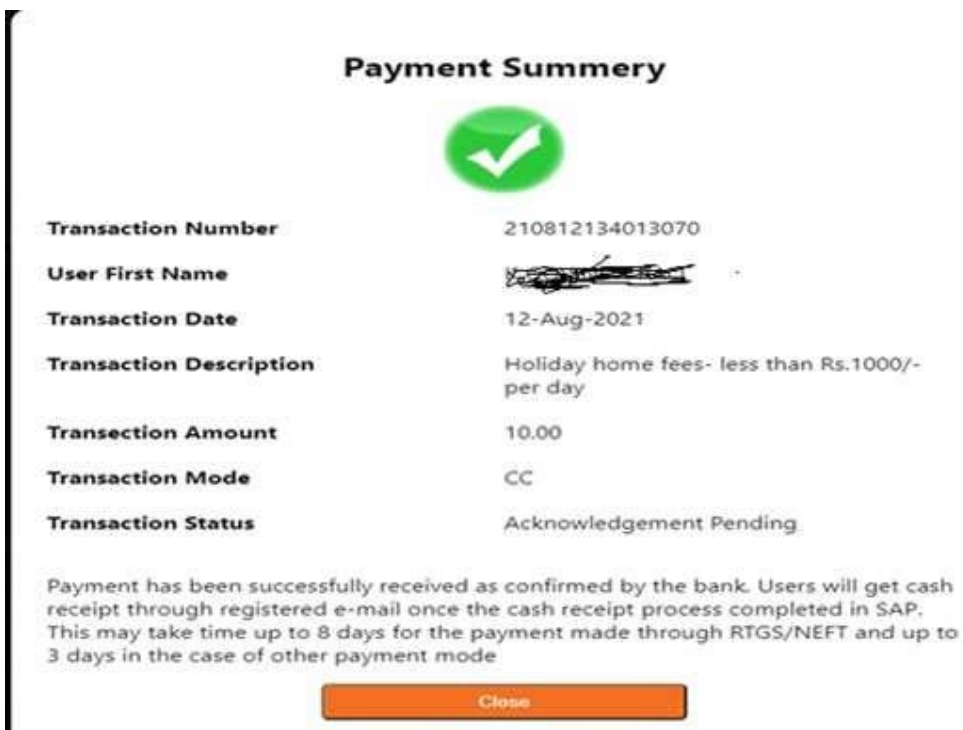 Payment Summery
Transaction Number 210812134013070
User First Name
Transaction Date 12-Aug-2021
Transaction Description Holiday home fees- less than Rs.1000/-
per day
Transection Amount 10.00
Transaction Mode CC
Transaction Status Acknowledgement Pending
Payment has been successfully received as confirmed by the bank. Users will get cash
receipt through registered e-mail once the cash receipt process completed in SAP.
This may take time up to 8 days for the payment made through RTGS/NEFT and up to
3 days in the case of other payment mode
Close